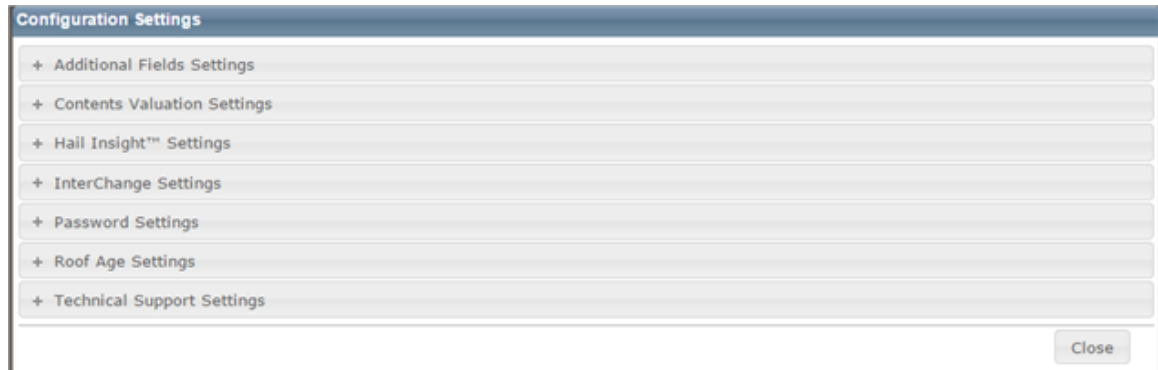 Configuration Settings
+ Additional Fields Settings
+ Contents Valuation Settings
+ Hail Insight™ Settings
+ InterChange Settings
+ Password Settings
+ Roof Age Settings
+ Technical Support Settings
Close